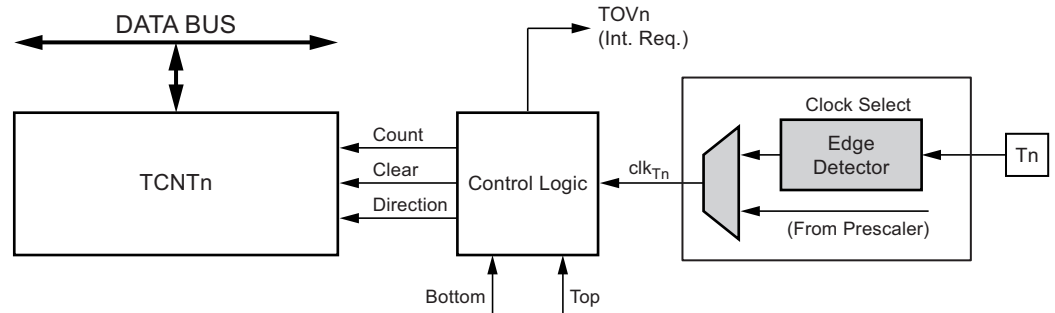 DATA BUS
TOVn
(Int. Req.)
Clock Select
Count
Edge
Detector
Tn
TCNTn
Clear
Control Logic
clkTn
Direction
(From Prescaler)
Bottom
Top